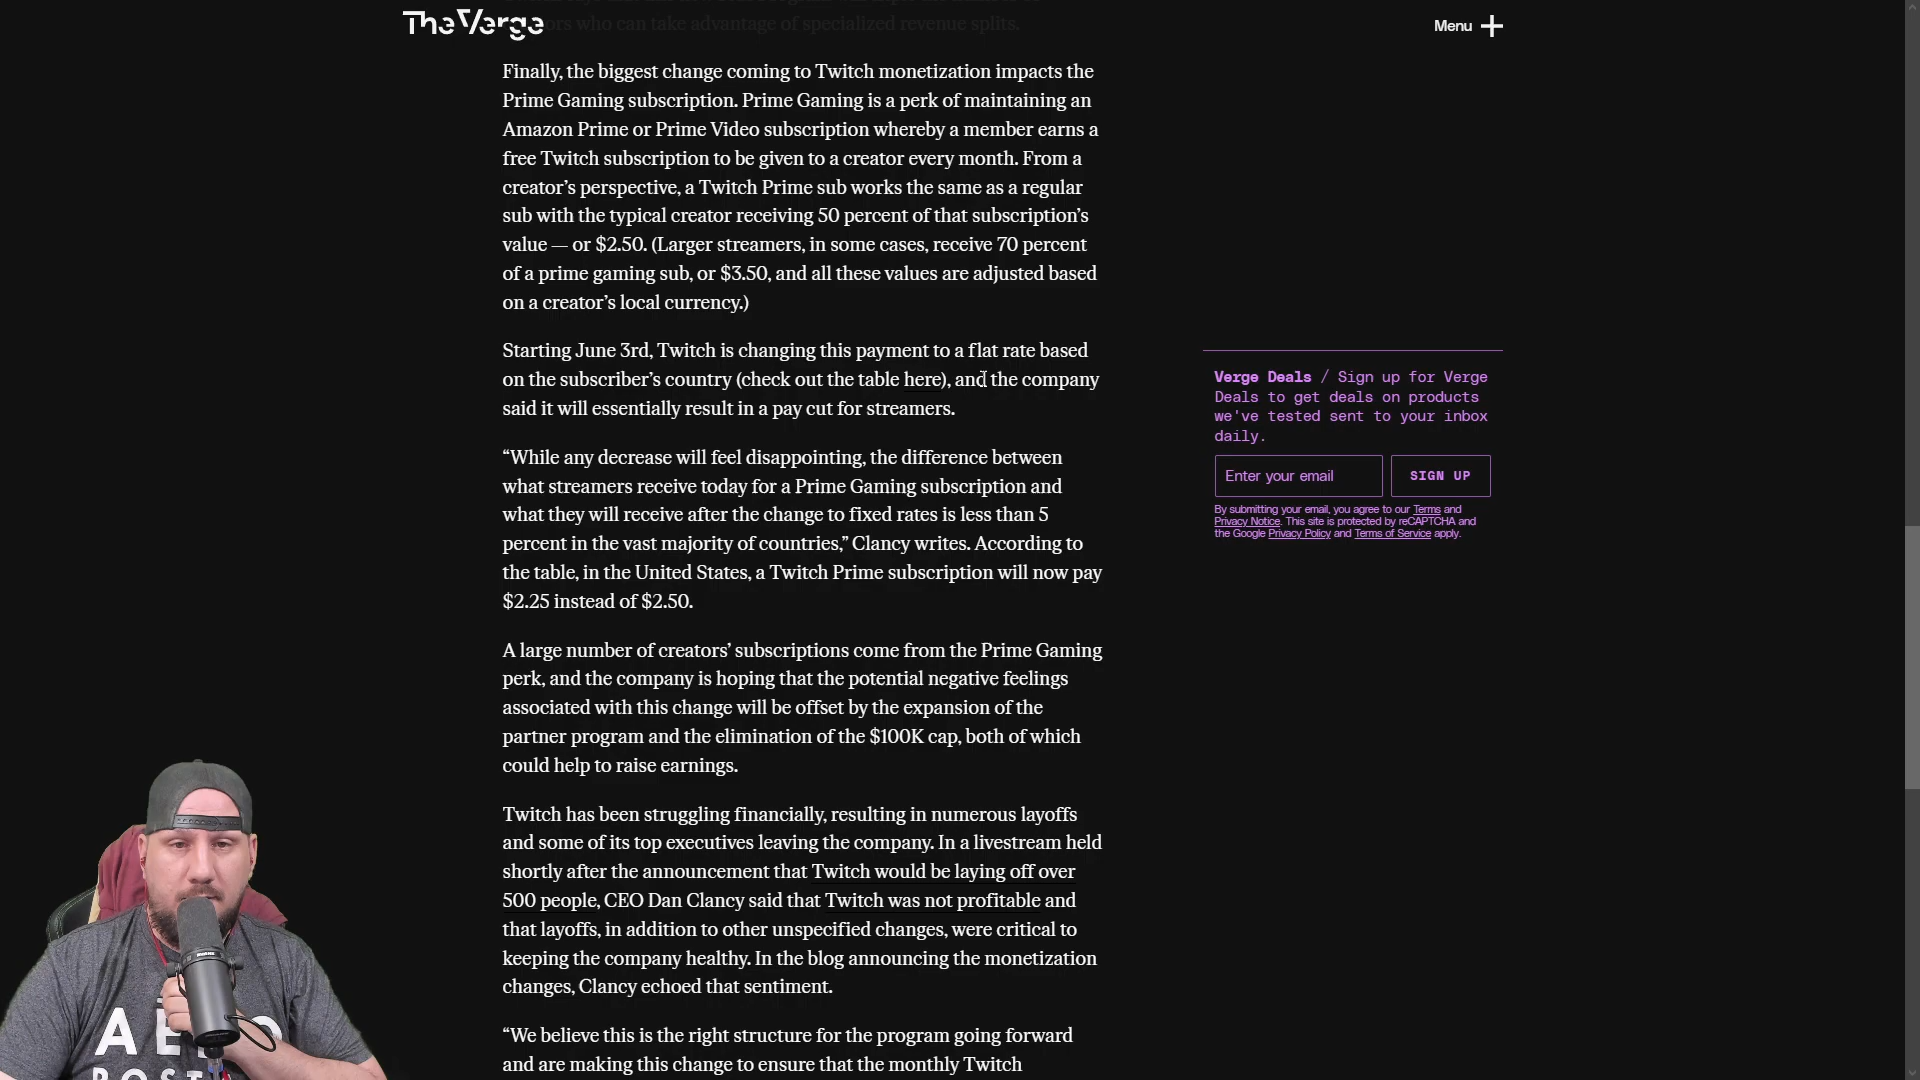 The Verge
Menu
ors who can take advantage of specialized revenue splits.
Finally, the biggest change coming to Twitch monetization impacts the
Prime Gaming subscription. Prime Gaming is a perk of maintaining an
Amazon Prime or Prime Video subscription whereby a member earns a
free Twitch subscription to be given to a creator every month. From a
creator’s perspective, a Twitch Prime sub works the same as a regular
sub with the typical creator receiving 50 percent of that subscription’s
value — or $2.50. (Larger streamers, in some cases, receive 70 percent
of a prime gaming sub, or $3.50, and all these values are adjusted based
on a creator’s local currency.)
Starting June 3rd, Twitch is changing this payment to a flat rate based
on the subscriber’s country (check out the table here), and the company
said it will essentially result in a pay cut for streamers.
“While any decrease will feel disappointing, the difference between
what streamers receive today for a Prime Gaming subscription and
what they will receive after the change to fixed rates is less than 5
percent in the vast majority of countries,” Clancy writes. According to
the table, in the United States, a Twitch Prime subscription will now pay
$2.25 instead of $2.50.
A large number of creators’ subscriptions come from the Prime Gaming
perk, and the company is hoping that the potential negative feelings
associated with this change will be offset by the expansion of the
partner program and the elimination of the $100K cap, both of which
could help to raise earnings.
Twitch has been struggling financially, resulting in numerous layoffs
and some of its top executives leaving the company. In a livestream held
shortly after the announcement that Twitch would be laying off over
500 people, CEO Dan Clancy said that Twitch was not profitable and
that layoffs, in addition to other unspecified changes, were critical to
keeping the company healthy. In the blog announcing the monetization
changes, Clancy echoed that sentiment.
“We believe this is the right structure for the program going forward
and are making this change to ensure that the monthly Twitch
Verge Deals / Sign up for Verge
Deals to get deals on products
we've tested sent to your inbox
daily.
Enter your email
SIGN UP
By submitting your email, you agree to our Terms and
Privacy Notice. This site is protected by reCAPTCHA and
the Google Privacy Policy and Terms of Service apply.